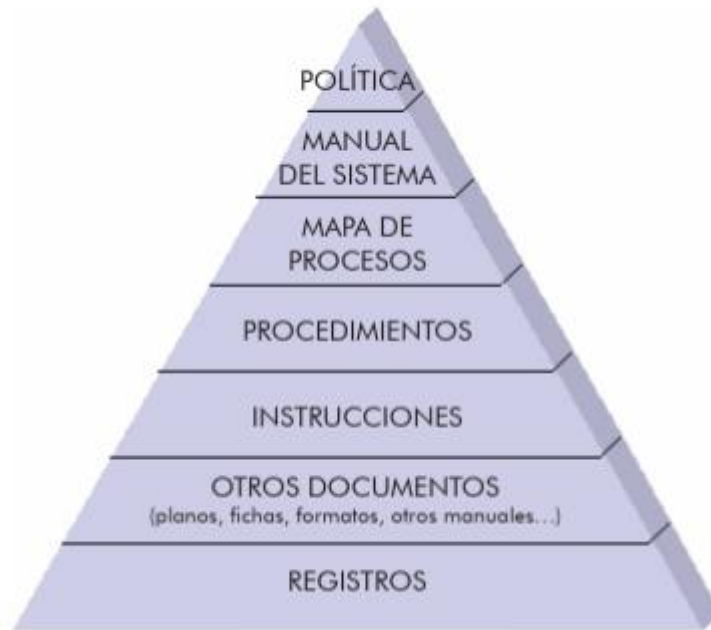 POLÍTICA
MANUAL
DEL SISTEMA
MAPA DE
PROCESOS
PROCEDIMIENTOS
INSTRUCCIONES
OTROS DOCUMENTOS
(planos, fichas, formatos, otros manuales...)
REGISTROS